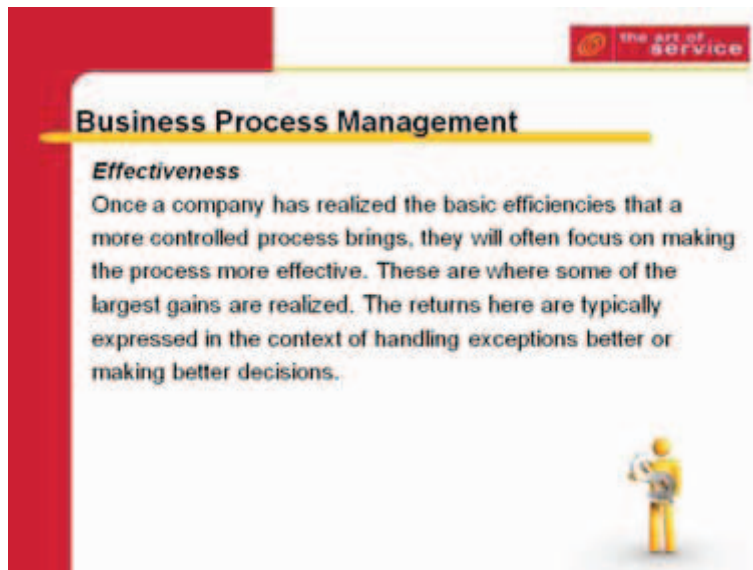 the art of
service
Business Process Management
Effectiveness
Once a company has realized the basic efficiencies that a
more controlled process brings, they will often focus on making
the process more effective. These are where some of the
largest gains are realized. The returns here are typically
expressed in the context of handling exceptions better or
making better decisions.